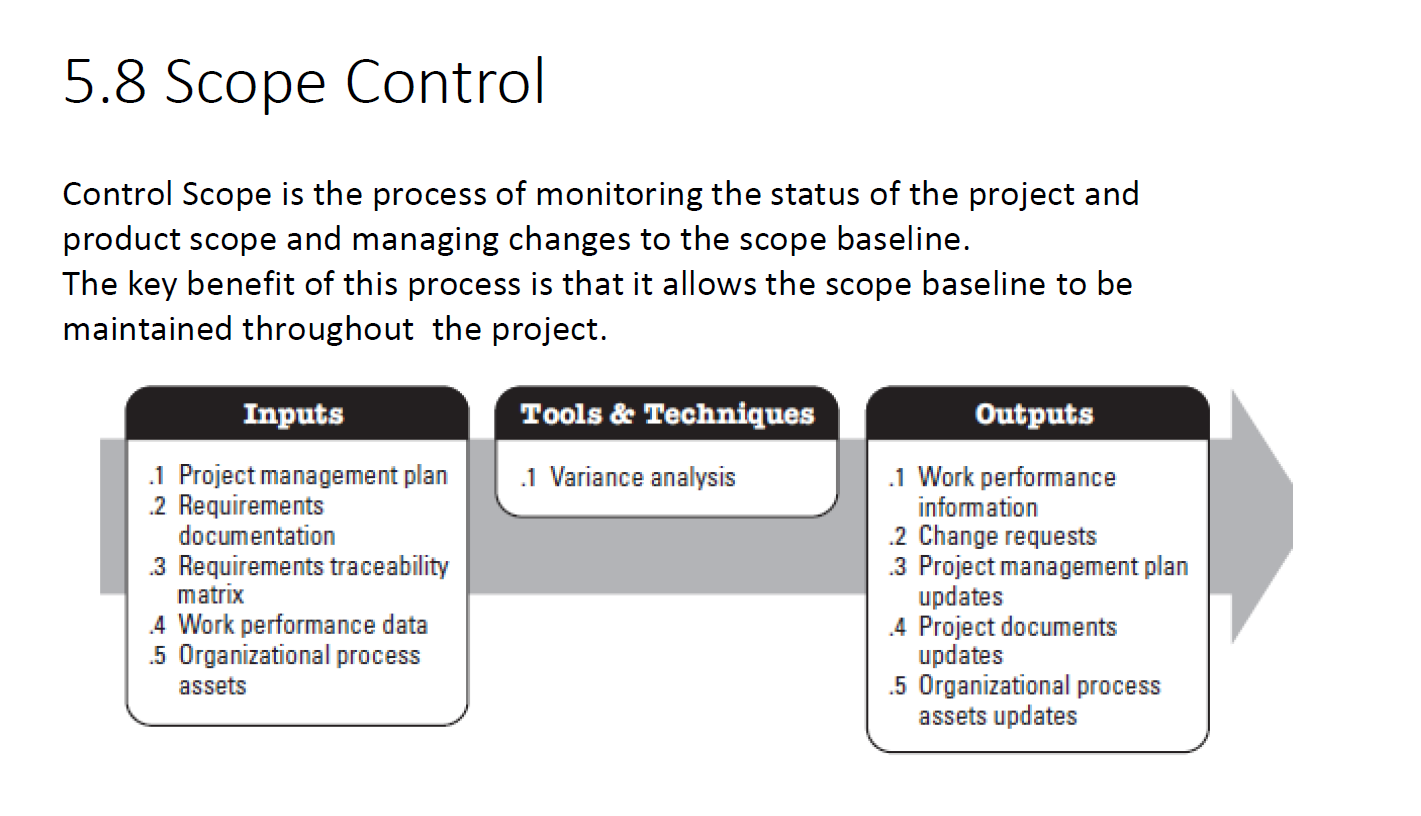 5.8 Scope Control
Control Scope is the process of monitoring the status of the project and
product scope and managing changes to the scope baseline.
The key benefit of this process is that it allows the scope baseline to be
maintained throughout  the project.
Inputs
.1 Project management plan
.2 Requirements
documentation
.3 Requirements traceability
matrix
.4 Work performance data
.5 Organizational process
assets
Tools & Techniques
.1 Variance analysis
Outputs
.1 Work performance
information
.2 Change requests
.3 Project management plan
updates
.4 Project documents
updates
.5 Organizational process
assets updates